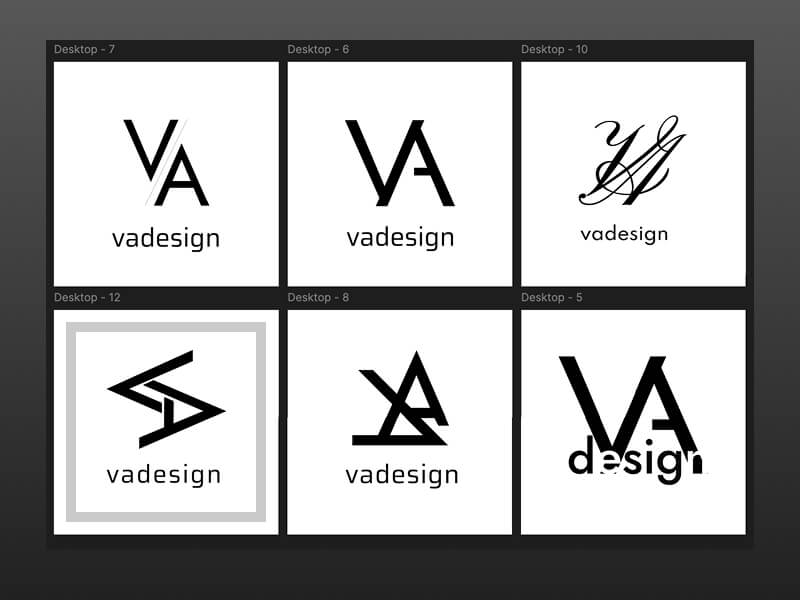 Desktop - 7
Desktop - 6
Desktop - 10
VA
VA
VA
vadesign
vadesign
vadesign
Desktop - 12
Desktop - 8
Desktop - 5
VA
VA
VA
design
vadesign
vadesign